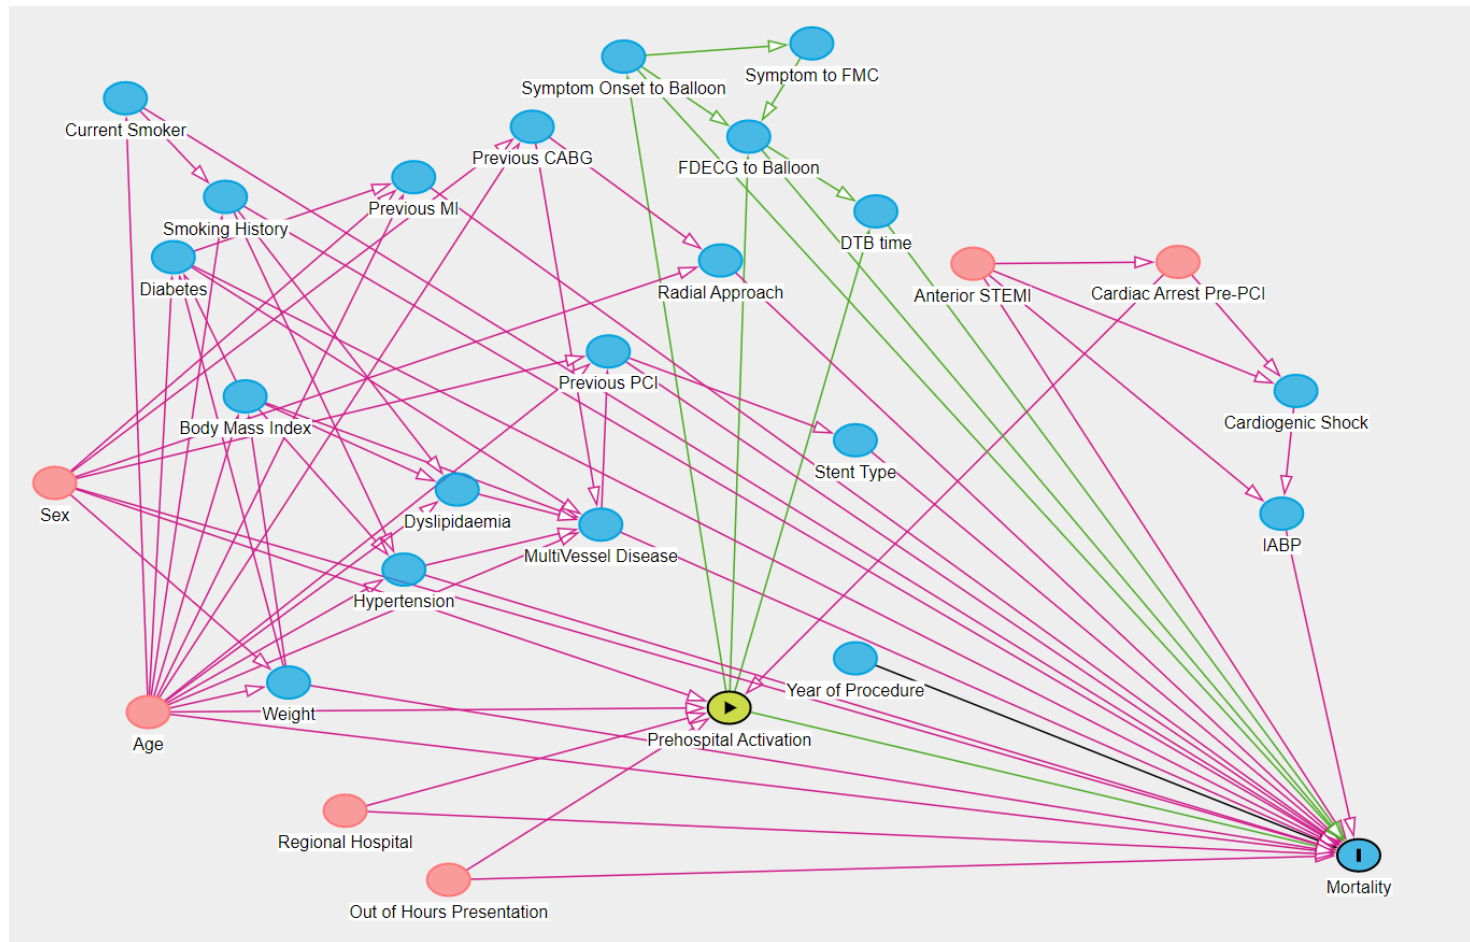 Symptom to FMC
Symptom Onset to Balloon
Current Smoker
Previous CABG
FDECG to Balloon
Previous MI
Smoking History
DTB time
Diabetes
Radial Approach
Anterior STEMI
Cardiac Arrest Pre-PCI
Previous PCI
Body Mass Index
Cardiogenic Shock
Stent Type
Sex
Dyslipidaemia
IABP
MultiVessel Disease
Hypertension
Year of Procedure
Weight
Prehospital Activation
Age
Regional Hospital
Mortality
Out of Hours Presentation